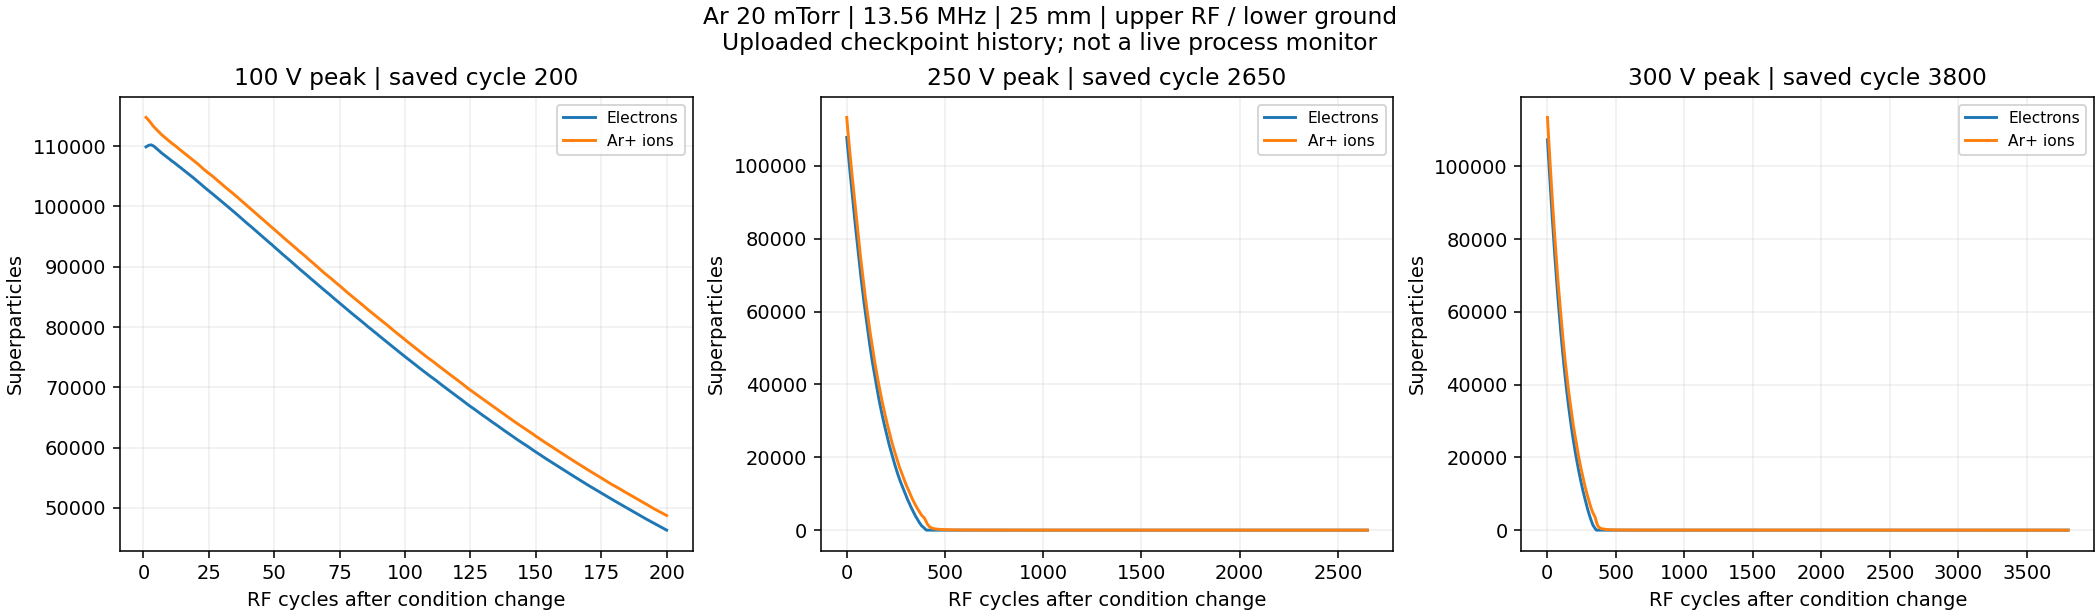 Ar 20 mTorr | 13.56 MHz | 25 mm | upper RF / lower ground
Uploaded checkpoint history; not a live process monitor
100 V peak | saved cycle 200
Superparticles
110000
100000
90000
80000
70000
60000
50000
Electrons
Ar+ ions
0 25 50 75 100 125 150 175 200
RF cycles after condition change
250 V peak | saved cycle 2650
Superparticles
100000
80000
60000
40000
20000
0
Electrons
Ar+ ions
0 500 1000 1500 2000 2500
RF cycles after condition change
300 V peak | saved cycle 3800
Superparticles
100000
80000
60000
40000
20000
0
Electrons
Ar+ ions
0 500 1000 1500 2000 2500 3000 3500
RF cycles after condition change